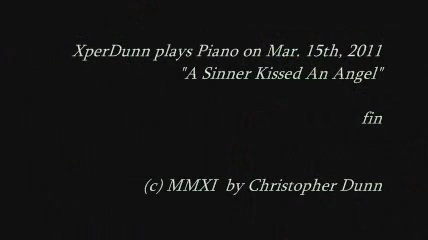 XperDunn plays Piano on Mar. 15th, 2011
"A Sinner Kissed An Angel"
fin
(c) MMXI  by Christopher Dunn